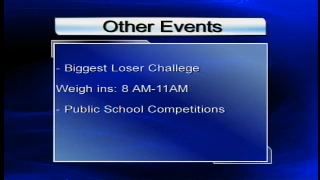 Other Events
- Biggest Loser Challege
Weigh ins: 8 AM-11AM
- Public School Competitions